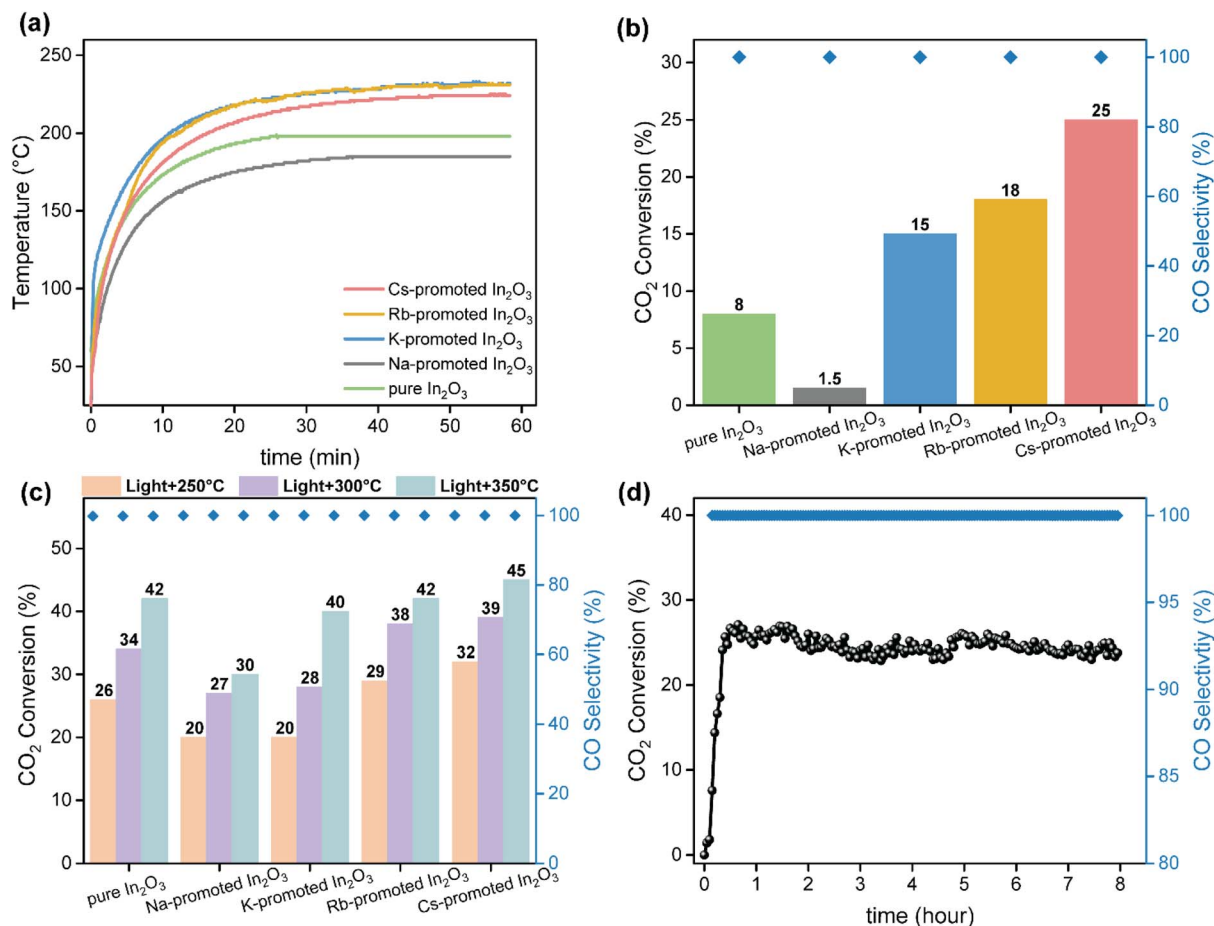 (a)
250
200
150
100
50
Temperature (°C)
0 10 20 30 40 50 60
time (min)
Cs-promoted In₂O₃
Rb-promoted In₂O₃
K-promoted In₂O₃
Na-promoted In₂O₃
pure In₂O₃
(b)
30
25
20
15
10
5
0
CO₂ Conversion (%)
8
1.5
15
18
25
100
80
60
40
20
0
CO Selectivity (%)
pure In₂O₃
Na-promoted In₂O₃
K-promoted In₂O₃
Rb-promoted In₂O₃
Cs-promoted In₂O₃
(c)
Light+250°C Light+300°C Light+350°C
50
40
30
20
10
0
CO₂ Conversion (%)
26 34 42
20 27 30
20 28 40
29 38 42
32 39 45
100
80
60
40
20
0
CO Selectivity (%)
pure In₂O₃
Na-promoted In₂O₃
K-promoted In₂O₃
Rb-promoted In₂O₃
Cs-promoted In₂O₃
(d)
40
30
20
10
0
CO₂ Conversion (%)
100
95
90
85
80
CO Selectivity (%)
0 1 2 3 4 5 6 7 8
time (hour)